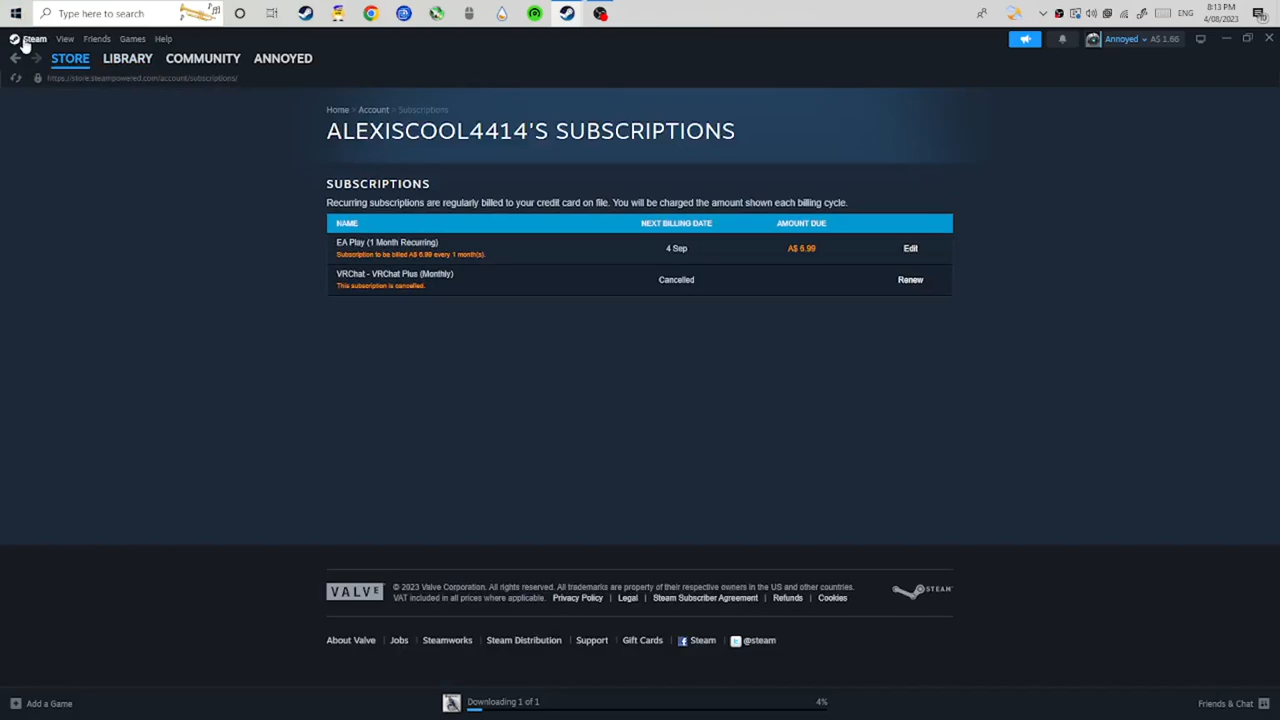 Type here to search
ENG
8:13 PM
4/08/2023
Steam View Friends Games Help
Annoyed A$ 1.66
STORE LIBRARY COMMUNITY ANNOYED
https://store.steampowered.com/account/subscriptions/
Home > Account > Subscriptions
ALEXISCOOL4414'S SUBSCRIPTIONS
SUBSCRIPTIONS
Recurring subscriptions are regularly billed to your credit card on file. You will be charged the amount shown each billing cycle.
NAME NEXT BILLING DATE AMOUNT DUE
EA Play (1 Month Recurring) 4 Sep A$ 6.99 Edit
Subscription to be billed A$ 6.99 every 1 month(s).
VRChat - VRChat Plus (Monthly) Cancelled Renew
This subscription is cancelled.
VALVE © 2023 Valve Corporation. All rights reserved. All trademarks are property of their respective owners in the US and other countries. STEAM
VAT included in all prices where applicable. Privacy Policy | Legal | Steam Subscriber Agreement | Refunds | Cookies
About Valve | Jobs | Steamworks | Steam Distribution | Support | Gift Cards | Steam | @steam
Add a Game Downloading 1 of 1 4% Friends & Chat